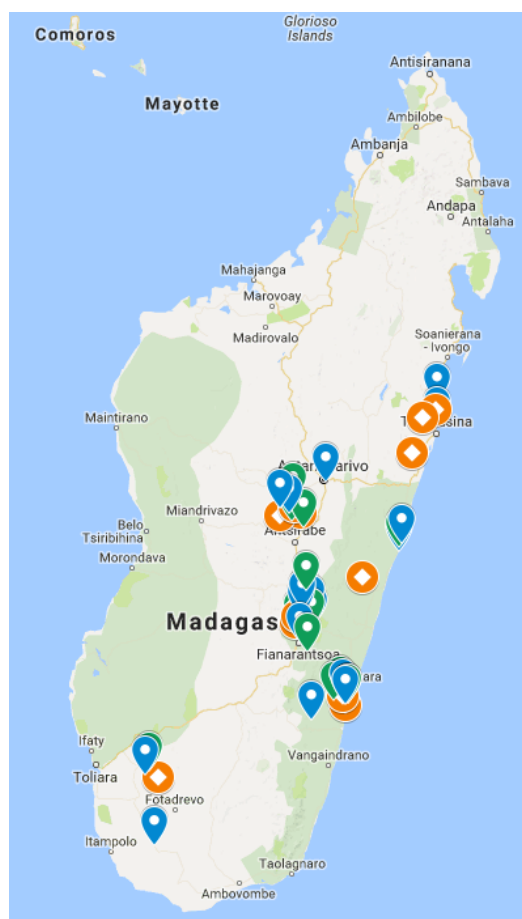 Glorioso
Islands
Comoros
Antisiranana
Mayotte
Ambilobe
Ambanja
Sambava
Andapa
Antalaha
Mahajanga
Marovoay
Soanierana
- Ivongo
Madirovalo
Maintirano
Miandrivazo
Belo
Tsiribihina
Morondava
Madagas
Fianarantsoa
Ifaty
Toliara
Vangaindrano
Fotadrevo
Itampolo
Taolagnaro
Ambovombe